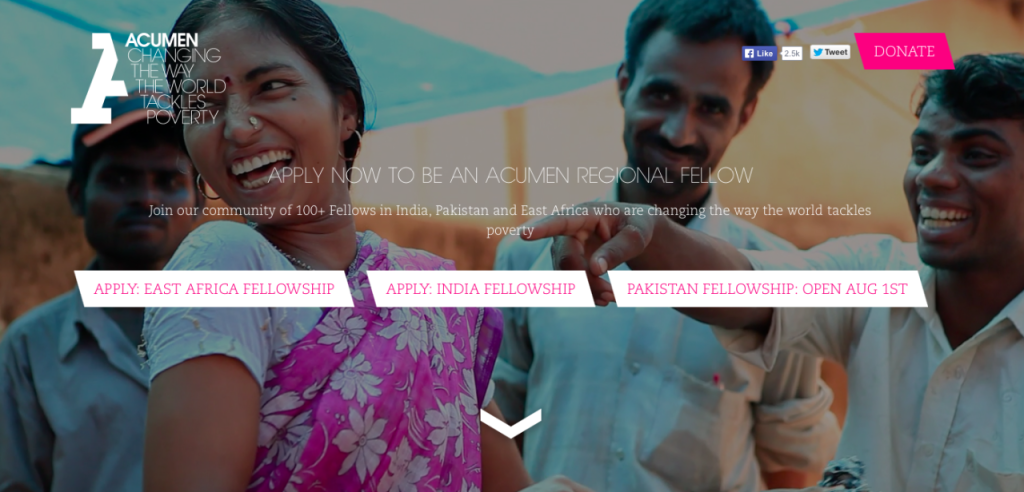 ACUMEN
CHANGING
THE WAY
THE WORLD
TACKLES
POVERTY
Like
2.5k
Tweet
DONATE
APPLY NOW TO BE AN ACUMEN REGIONAL FELLOW
Join our community of 100+ Fellows in India, Pakistan and East Africa who are changing the way the world tackles
poverty
APPLY: EAST AFRICA FELLOWSHIP
APPLY: INDIA FELLOWSHIP
PAKISTAN FELLOWSHIP: OPEN AUG 1ST